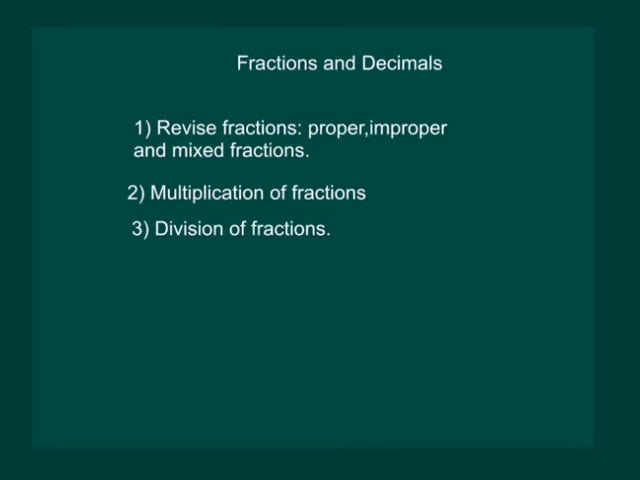 Fractions and Decimals
1) Revise fractions: proper,improper
and mixed fractions.
2) Multiplication of fractions
3) Division of fractions.